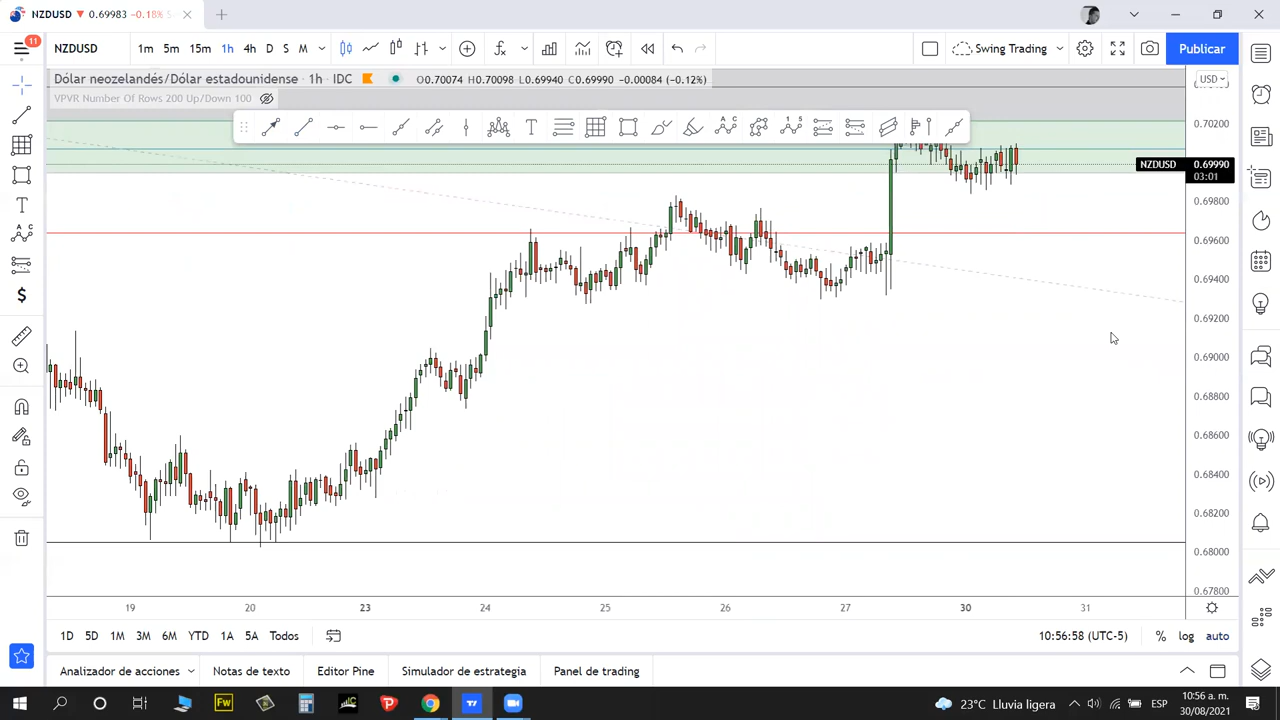 NZDUSD ▼ 0.69983 -0.18%
11
NZDUSD 1m 5m 15m 1h 4h D S M Swing Trading Publicar
Dólar neozelandés/Dólar estadounidense · 1h · IDC O0.70074 H0.70098 L0.69940 C0.69990 -0.00084 (-0.12%) USD
VPVR Number Of Rows 200 Up/Down 100
0.70200
NZDUSD 0.69990
03:01
0.69800
0.69600
0.69400
0.69200
0.69000
0.68800
0.68600
0.68400
0.68200
0.68000
0.67800
19 20 23 24 25 26 27 30 31
1D 5D 1M 3M 6M YTD 1A 5A Todos 10:56:58 (UTC-5) % log auto
Analizador de acciones Notas de texto Editor Pine Simulador de estrategia Panel de trading
Fw 23°C Lluvia ligera ESP 10:56 a. m.
30/08/2021